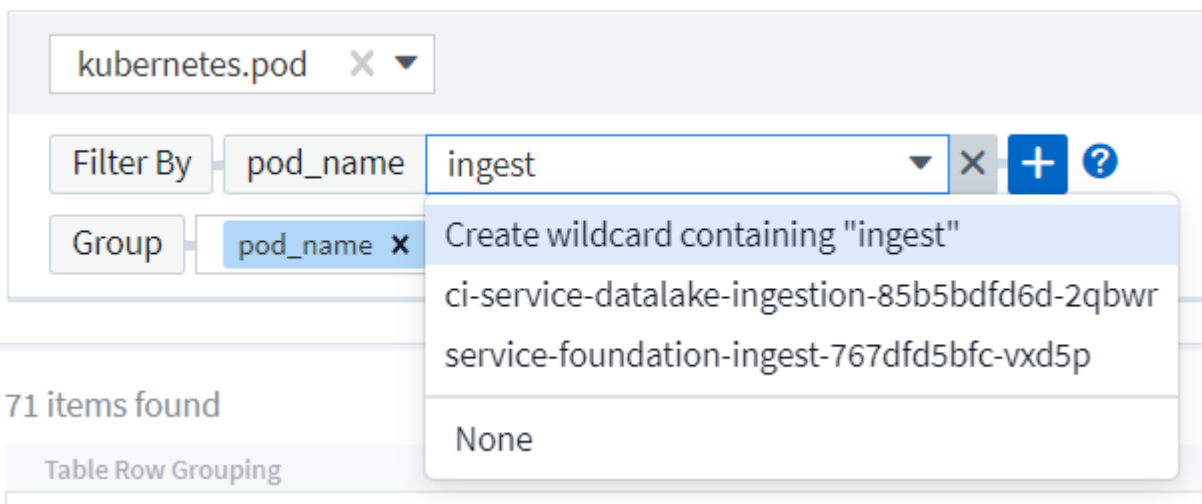 kubernetes.pod
Filter By pod_name ingest
Group pod_name
Create wildcard containing "ingest"
ci-service-datalake-ingestion-85b5bdfd6d-2qbwr
service-foundation-ingest-767dfd5bfc-vxd5p
None
71 items found
Table Row Grouping